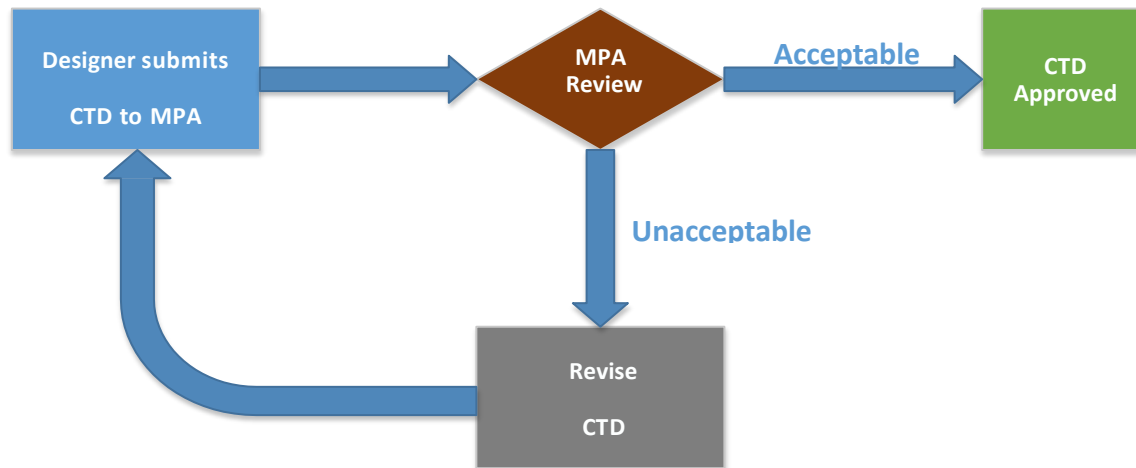 Designer submits
CTD to MPA
MPA
Review
Acceptable
CTD
Approved
Unacceptable
Revise
CTD